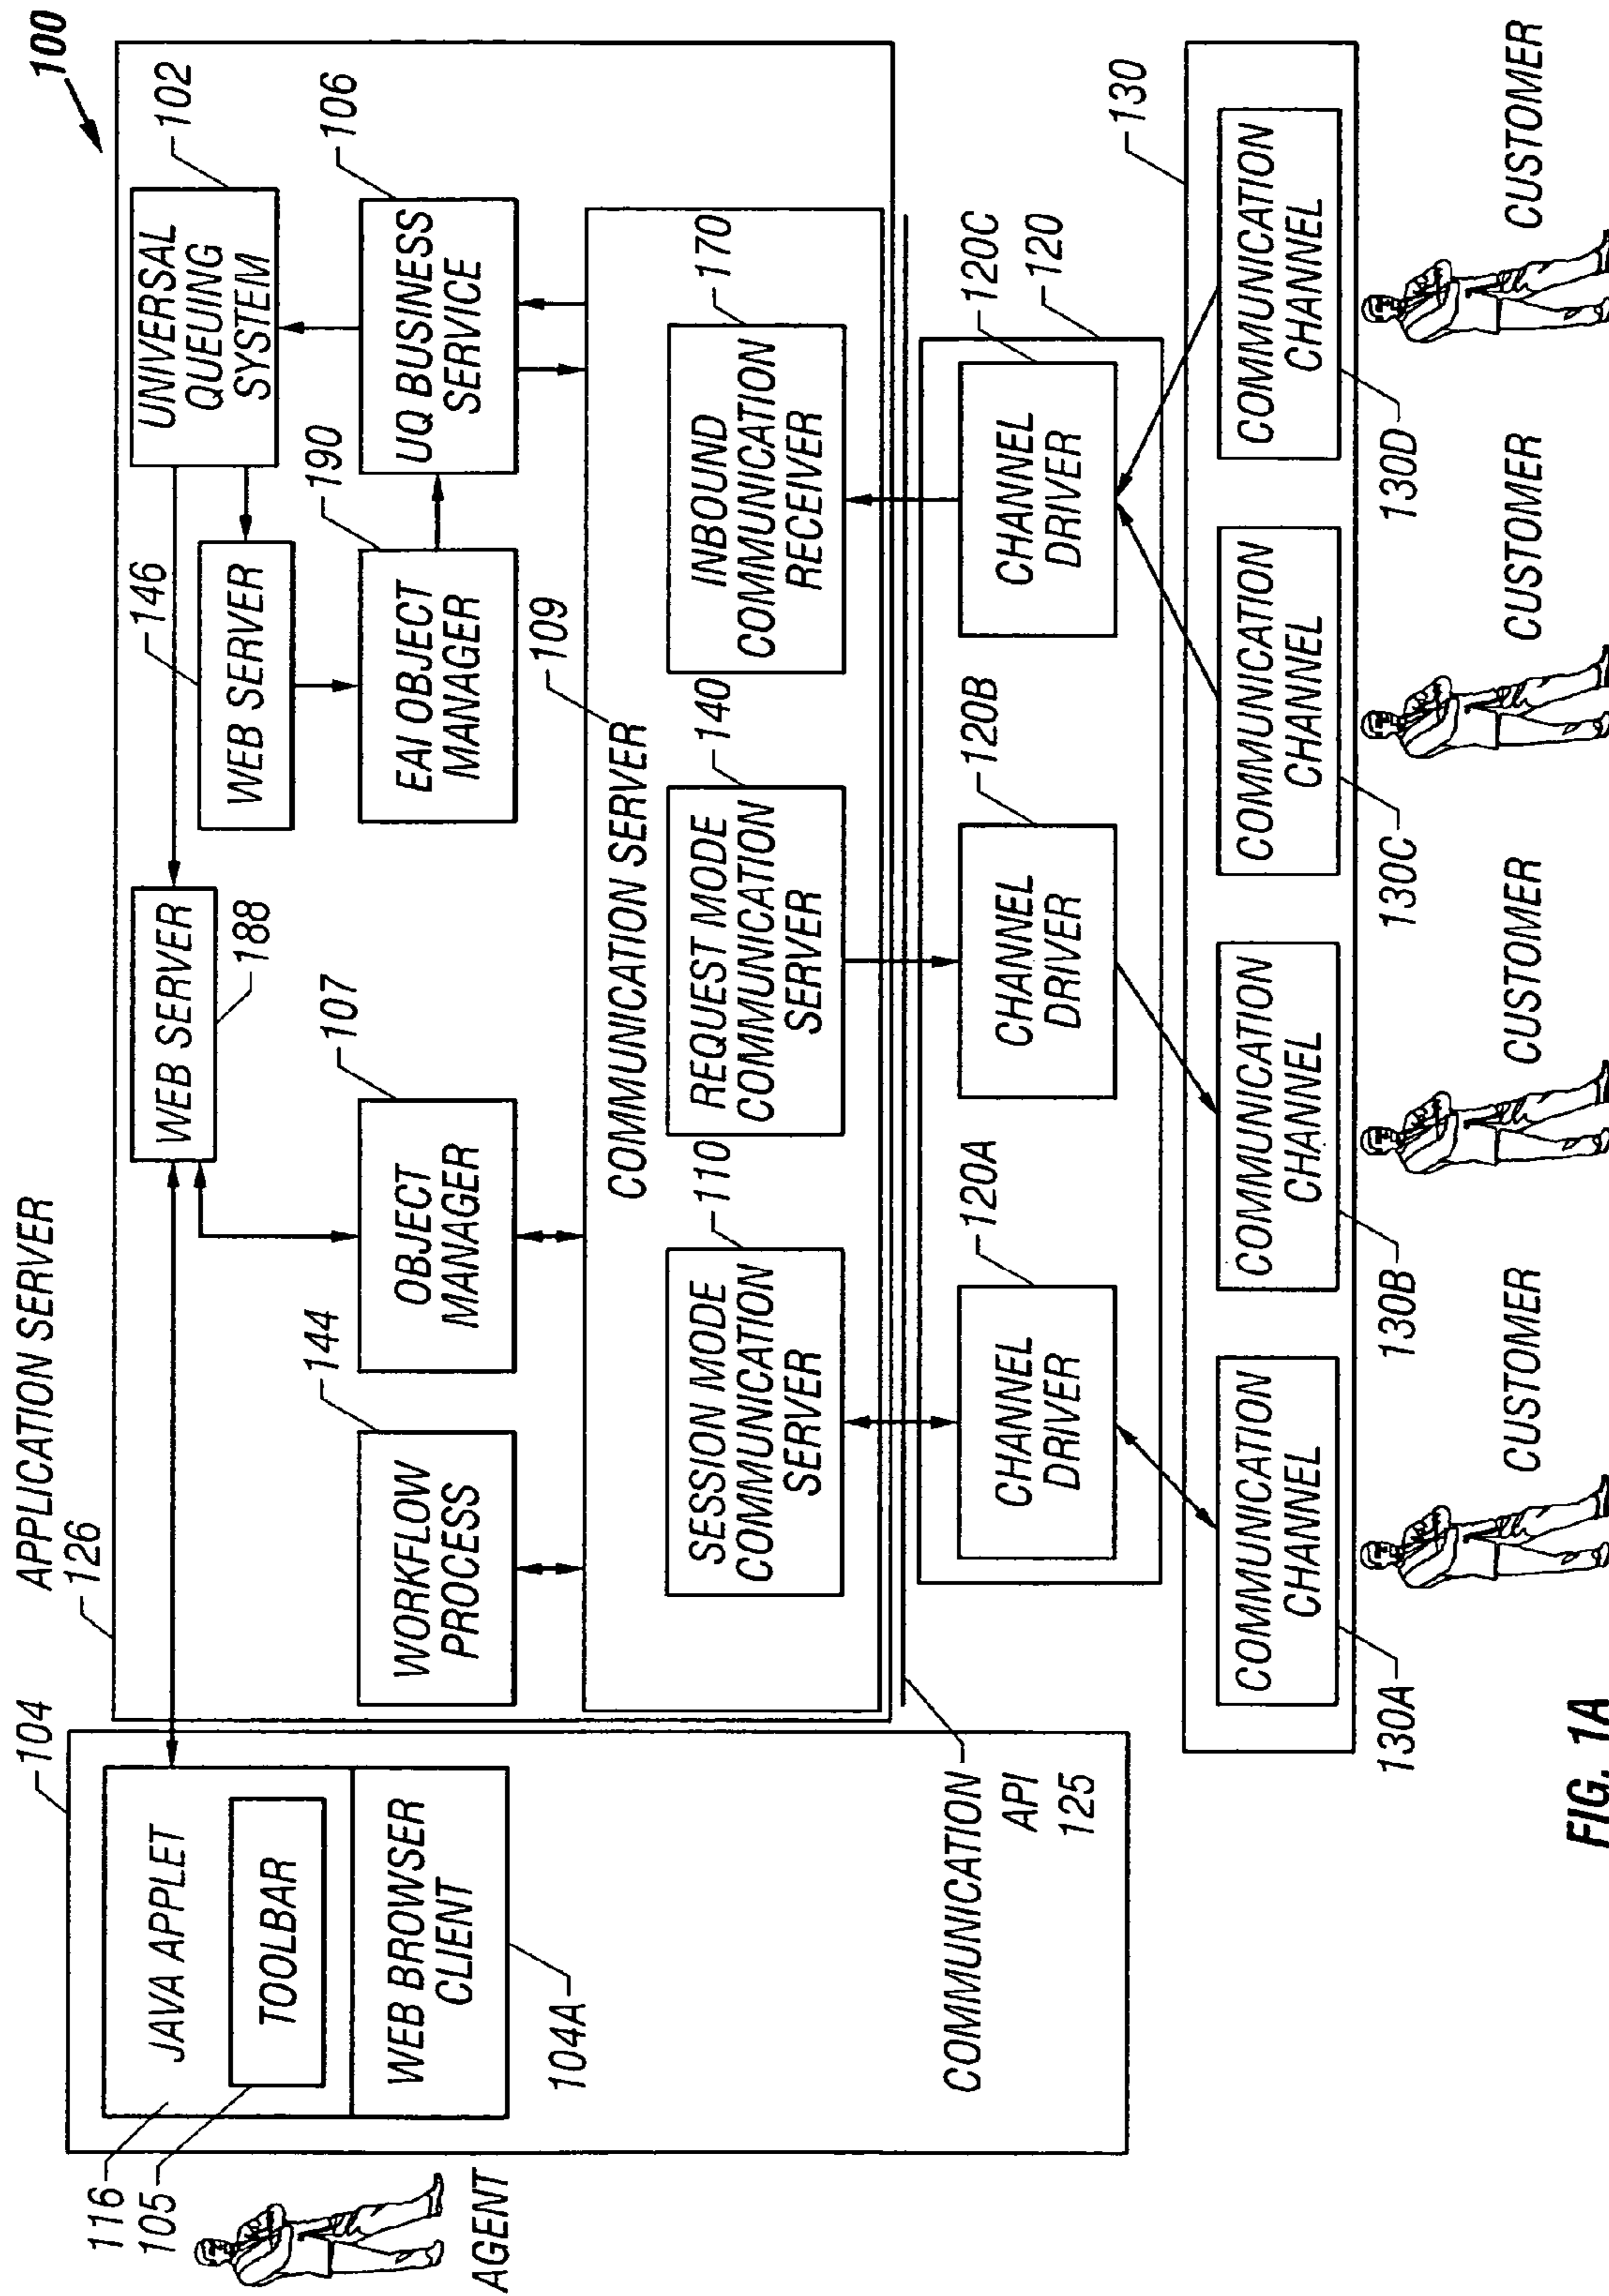 100
APPLICATION SERVER
126
104
116
105
JAVA APPLET
TOOLBAR
WEB BROWSER
CLIENT
104A
AGENT
WEB SERVER
188
146
WEB SERVER
UNIVERSAL
QUEUING
SYSTEM
102
144
WORKFLOW
PROCESS
107
OBJECT
MANAGER
190
EAI OBJECT
MANAGER
106
UQ BUSINESS
SERVICE
109
COMMUNICATION SERVER
110
SESSION MODE
COMMUNICATION
SERVER
140
REQUEST MODE
COMMUNICATION
SERVER
170
INBOUND
COMMUNICATION
RECEIVER
COMMUNICATION
API
125
120A
CHANNEL
DRIVER
120B
CHANNEL
DRIVER
120C
120
CHANNEL
DRIVER
130
COMMUNICATION
CHANNEL
COMMUNICATION
CHANNEL
COMMUNICATION
CHANNEL
COMMUNICATION
CHANNEL
130A
130B
130C
130D
CUSTOMER
CUSTOMER
CUSTOMER
CUSTOMER
FIG. 1A